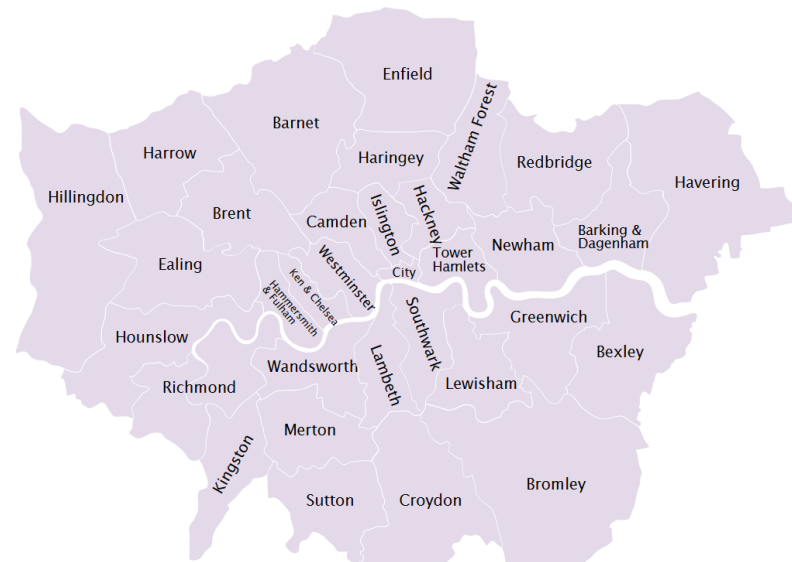 Enfield
Barnet
Waltham Forest
Harrow
Haringey
Redbridge
Havering
Hillingdon
Brent
Camden
Islington
Hackney
Newham
Barking &
Dagenham
Ealing
Westminster
Tower
Hamlets
City
Ken & Chelsea
Hammersmith
& Fulham
Hounslow
Southwark
Greenwich
Bexley
Richmond
Wandsworth
Lambeth
Lewisham
Merton
Kingston
Sutton
Croydon
Bromley